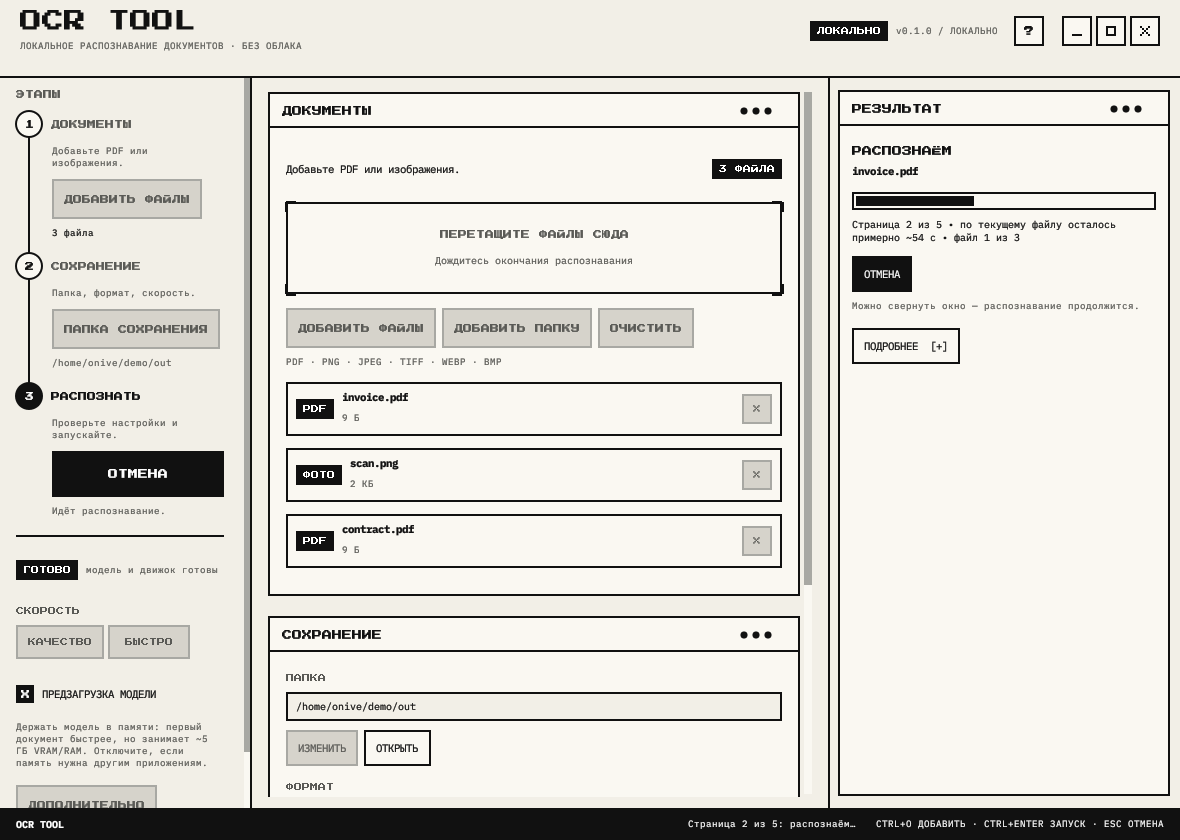 OCR TOOL
ЛОКАЛЬНОЕ РАСПОЗНАВАНИЕ ДОКУМЕНТОВ · БЕЗ ОБЛАКА
ЛОКАЛЬНО
v0.1.0 / ЛОКАЛЬНО
?
ЭТАПЫ
1
ДОКУМЕНТЫ
Добавьте PDF или
изображения.
ДОБАВИТЬ ФАЙЛЫ
3 файла
2
СОХРАНЕНИЕ
Папка, формат, скорость.
ПАПКА СОХРАНЕНИЯ
/home/onive/demo/out
3
РАСПОЗНАТЬ
Проверьте настройки и
запускайте.
ОТМЕНА
Идёт распознавание.
ГОТОВО
модель и движок готовы
СКОРОСТЬ
КАЧЕСТВО
БЫСТРО
X ПРЕДЗАГРУЗКА МОДЕЛИ
Держать модель в памяти: первый
документ быстрее, но занимает ~5
ГБ VRAM/RAM. Отключите, если
память нужна другим приложениям.
ДОПОЛНИТЕЛЬНО
ДОКУМЕНТЫ
Добавьте PDF или изображения.
3 ФАЙЛА
ПЕРЕТАЩИТЕ ФАЙЛЫ СЮДА
Дождитесь окончания распознавания
ДОБАВИТЬ ФАЙЛЫ
ДОБАВИТЬ ПАПКУ
ОЧИСТИТЬ
PDF · PNG · JPEG · TIFF · WEBP · BMP
PDF
invoice.pdf
9 Б
×
ФОТО
scan.png
2 КБ
×
PDF
contract.pdf
9 Б
×
СОХРАНЕНИЕ
ПАПКА
/home/onive/demo/out
ИЗМЕНИТЬ
ОТКРЫТЬ
ФОРМАТ
РЕЗУЛЬТАТ
РАСПОЗНАЁМ
invoice.pdf
Страница 2 из 5 • по текущему файлу осталось
примерно ~54 с • файл 1 из 3
ОТМЕНА
Можно свернуть окно — распознавание продолжится.
ПОДРОБНЕЕ [+]
OCR TOOL
Страница 2 из 5: распознаём…
CTRL+O ДОБАВИТЬ · CTRL+ENTER ЗАПУСК · ESC ОТМЕНА